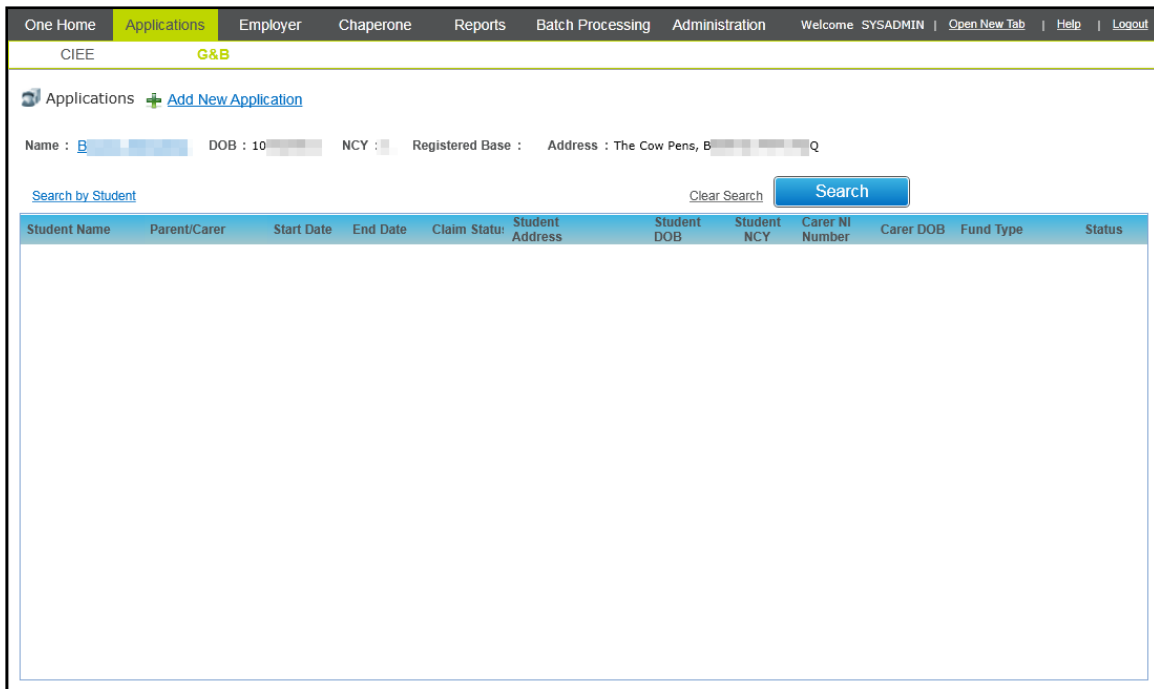 One Home Applications Employer Chaperone Reports Batch Processing Administration Welcome SYSADMIN | Open New Tab | Help | Logout
CIEE G&B
Applications Add New Application
Name : B DOB : 10 NCY : Registered Base : Address : The Cow Pens, B Q
Search by Student Clear Search Search
Student Name Parent/Carer Start Date End Date Claim Status Student Address Student DOB Student NCY Carer NI Number Carer DOB Fund Type Status